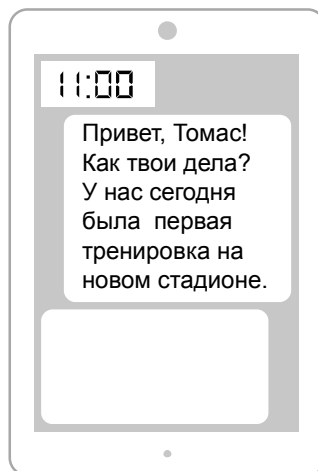 11:00
Привет, Томас!
Как твои дела?
У нас сегодня
была первая
тренировка на
новом стадионе.